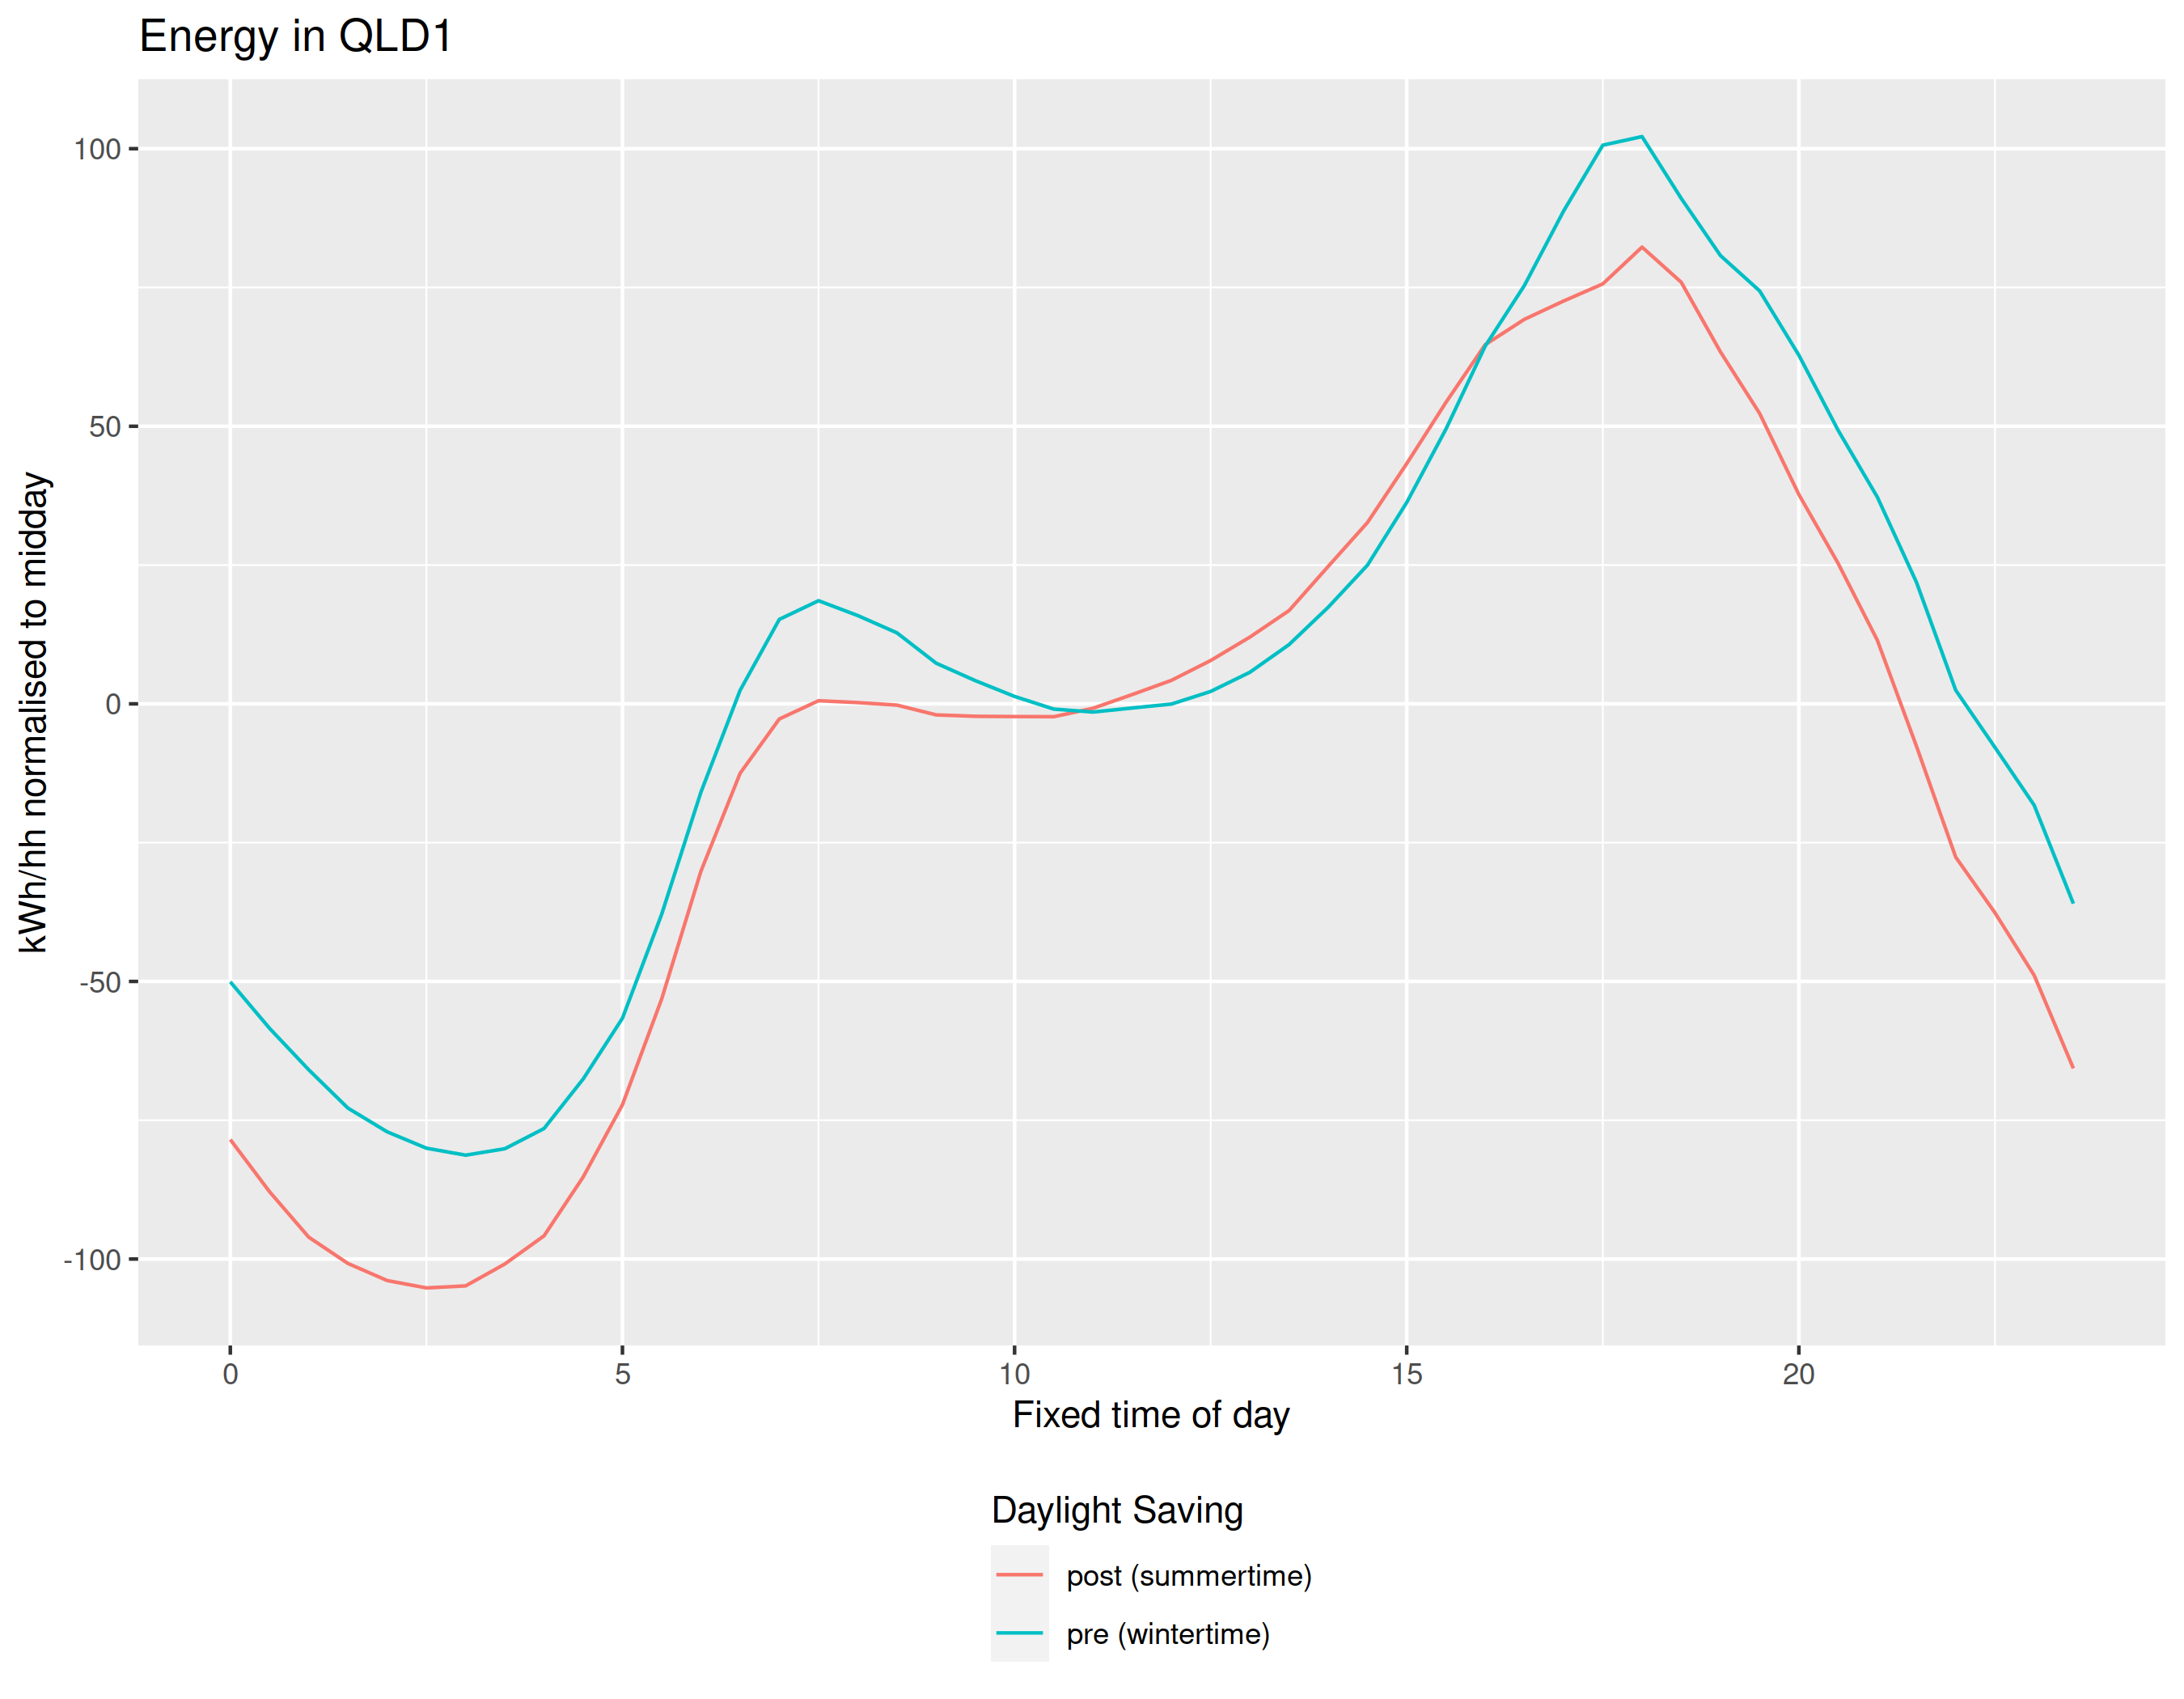 Energy in QLD1
kWh/hh normalised to midday
100
50
0
-50
-100
0
5
10
15
20
Fixed time of day
Daylight Saving
post (summertime)
pre (wintertime)